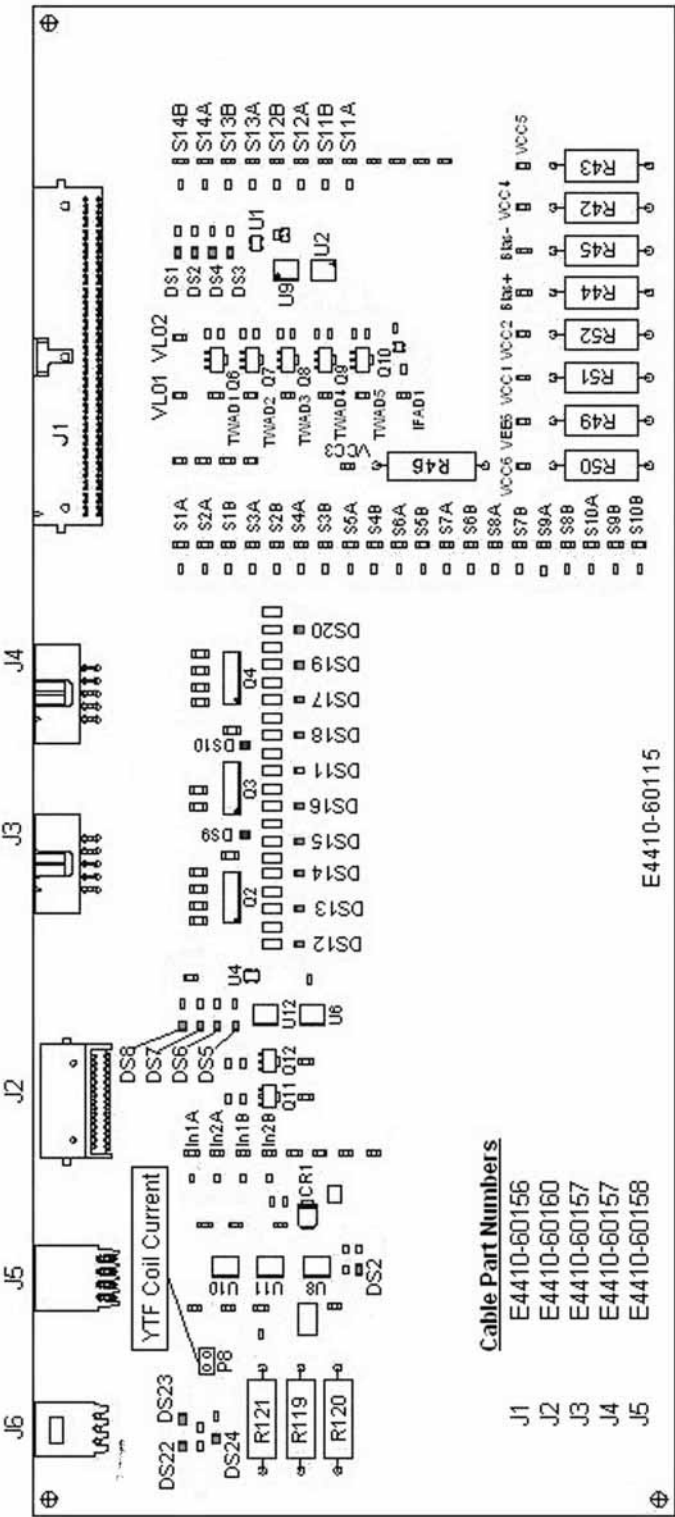 J6
J5
J2
J3
J4
J1
YTF Coil Current
DS23
DS22
DS24
P8
R121
R119
R120
U10
U11
U8
DS2
CR1
In1A
In2A
In1B
In2B
DS8
DS7
DS6
DS5
Q11
Q12
U12
U6
U4
Q2
DS9
Q3
DS10
Q4
DS12
DS13
DS14
DS15
DS16
DS11
DS18
DS17
DS19
DS20
S1A
S2A
S1B
S3A
S2B
S4A
S3B
S5A
S4B
S6A
S5B
S7A
S6B
S8A
S7B
S9A
S8B
S10A
S9B
S10B
VL01
VL02
TWAD1
Q6
TWAD2
Q7
TWAD3
Q8
TWAD4
Q9
TWAD5
Q10
IFAD1
VCC3
R46
DS1
DS2
DS4
DS3
U1
U9
U2
S14B
S14A
S13B
S13A
S12B
S12A
S11B
S11A
VCC6
VEE6
VCC1
VCC2
Bias+
Bias-
VCC4
VCC5
R50
R49
R51
R52
R44
R45
R42
R43
Cable Part Numbers
J1 E4410-60156
J2 E4410-60160
J3 E4410-60157
J4 E4410-60157
J5 E4410-60158
E4410-60115